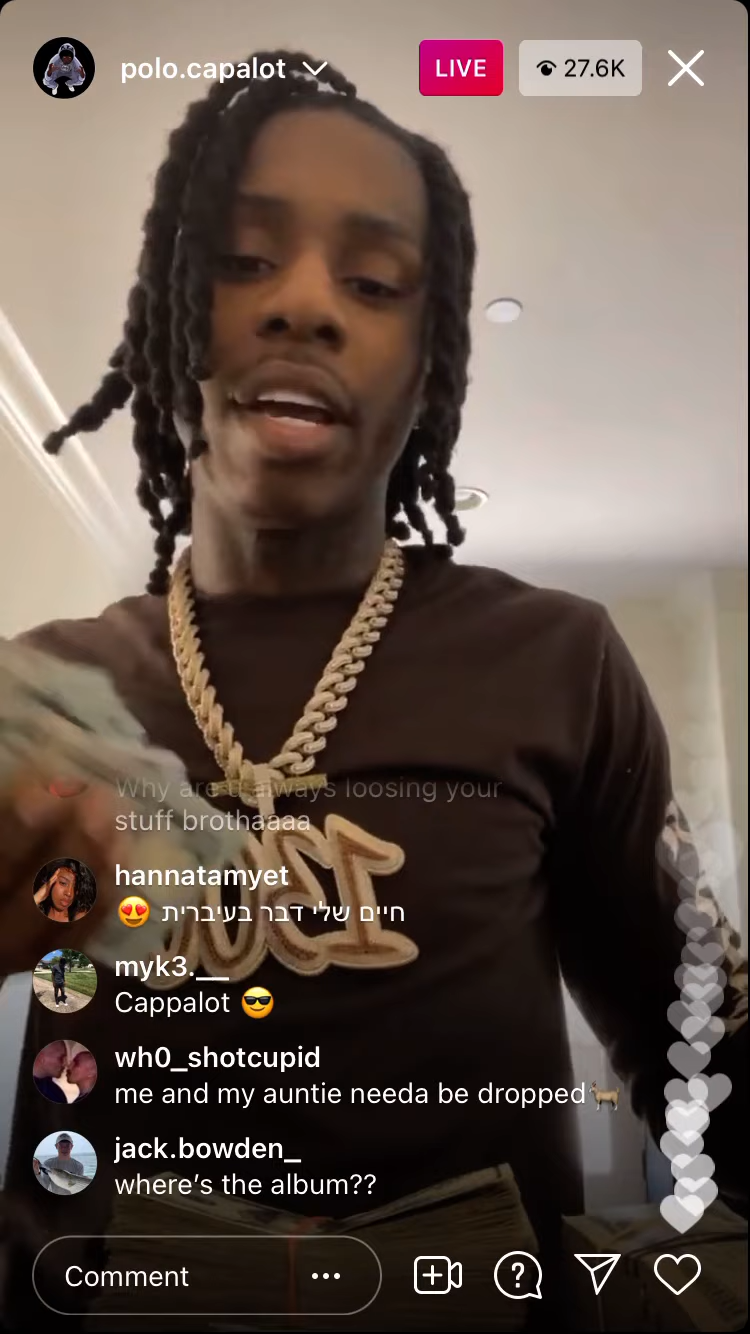 polo.capalot
LIVE
27.6K
Why are u always loosing your
stuff brothaaaa
hannatamyet
😍 חיים שלי דבר בעיברית
myk3.__
Cappalot 😎
wh0_shotcupid
me and my auntie needa be dropped🐐
jack.bowden_
where’s the album??
Comment